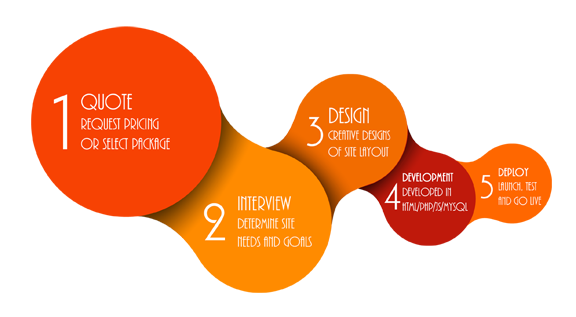 1
QUOTE
REQUEST PRICING
OR SELECT PACKAGE
2
INTERVIEW
DETERMINE SITE
NEEDS AND GOALS
3
DESIGN
CREATIVE DESIGNS
OF SITE LAYOUT
4
DEVELOPMENT
DEVELOPED IN
HTML/PHP/JS/MYSQL
5
DEPLOY
LAUNCH, TEST
AND GO LIVE